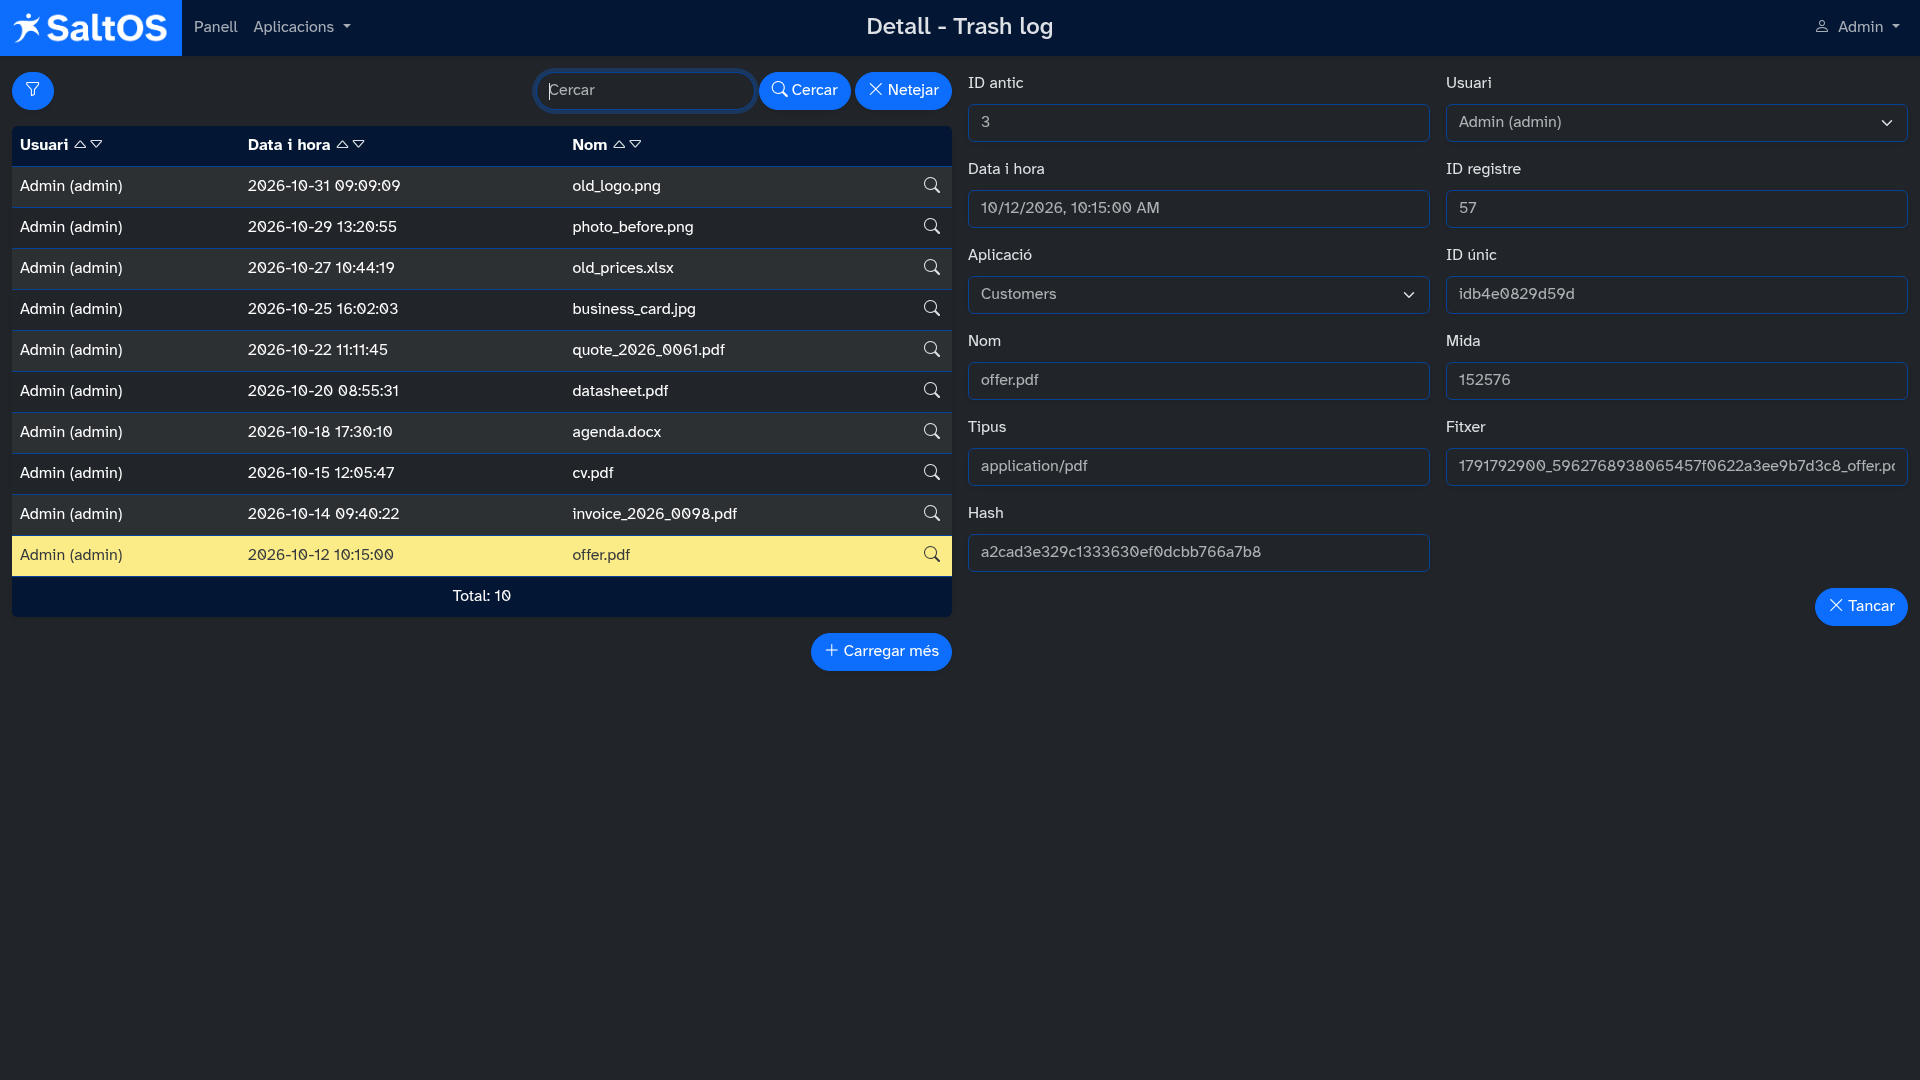 SaltOS
Panell
Aplicacions
Detall - Trash log
Admin
Cercar
Cercar
Netejar
Usuari
Data i hora
Nom
Admin (admin) 2026-10-31 09:09:09 old_logo.png
Admin (admin) 2026-10-29 13:20:55 photo_before.png
Admin (admin) 2026-10-27 10:44:19 old_prices.xlsx
Admin (admin) 2026-10-25 16:02:03 business_card.jpg
Admin (admin) 2026-10-22 11:11:45 quote_2026_0061.pdf
Admin (admin) 2026-10-20 08:55:31 datasheet.pdf
Admin (admin) 2026-10-18 17:30:10 agenda.docx
Admin (admin) 2026-10-15 12:05:47 cv.pdf
Admin (admin) 2026-10-14 09:40:22 invoice_2026_0098.pdf
Admin (admin) 2026-10-12 10:15:00 offer.pdf
Total: 10
Carregar més
ID antic
3
Usuari
Admin (admin)
Data i hora
10/12/2026, 10:15:00 AM
ID registre
57
Aplicació
Customers
ID únic
idb4e0829d59d
Nom
offer.pdf
Mida
152576
Tipus
application/pdf
Fitxer
1791792900_5962768938065457f0622a3ee9b7d3c8_offer.pd
Hash
a2cad3e329c1333630ef0dcbb766a7b8
Tancar